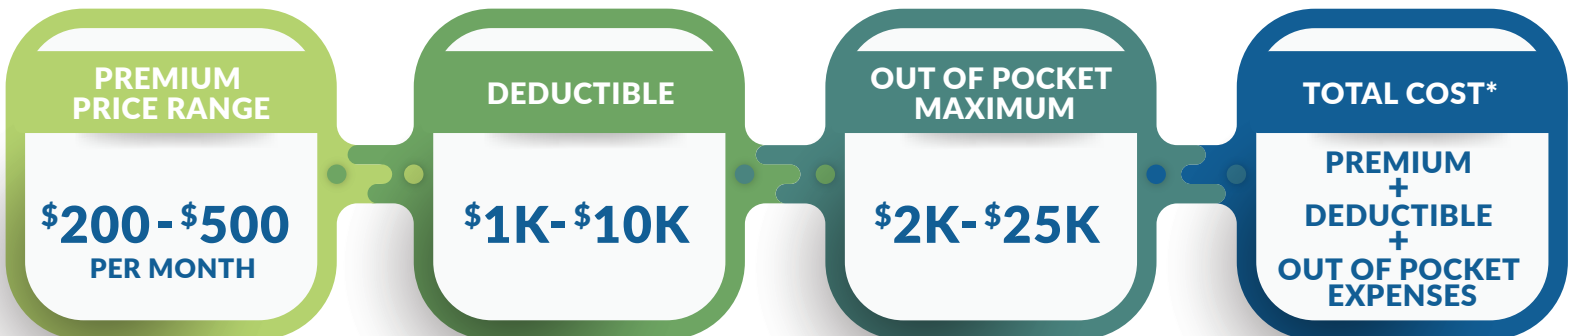 PREMIUM
PRICE RANGE
$200 - $500
PER MONTH
DEDUCTIBLE
$1K- $10K
OUT OF POCKET
MAXIMUM
$2K- $25K
TOTAL COST*
PREMIUM
+
DEDUCTIBLE
+
OUT OF POCKET
EXPENSES